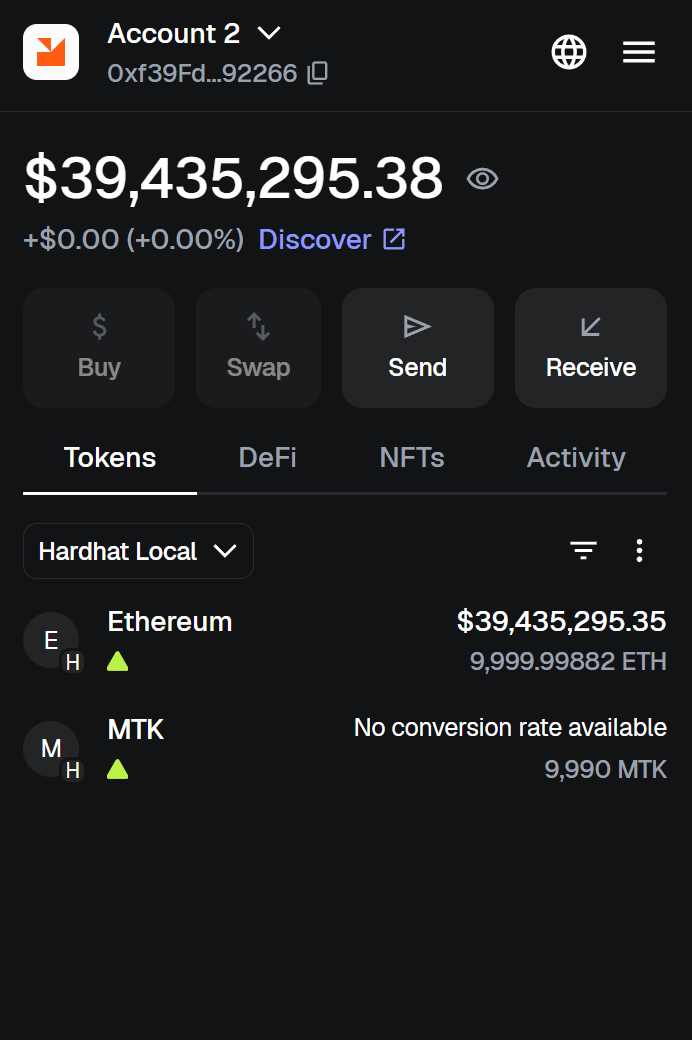 Account 2
0xf39Fd...92266
$39,435,295.38
+$0.00 (+0.00%) Discover
Buy
Swap
Send
Receive
Tokens DeFi NFTs Activity
Hardhat Local
E
H
Ethereum
$39,435,295.35
9,999.99882 ETH
M
H
MTK
No conversion rate available
9,990 MTK